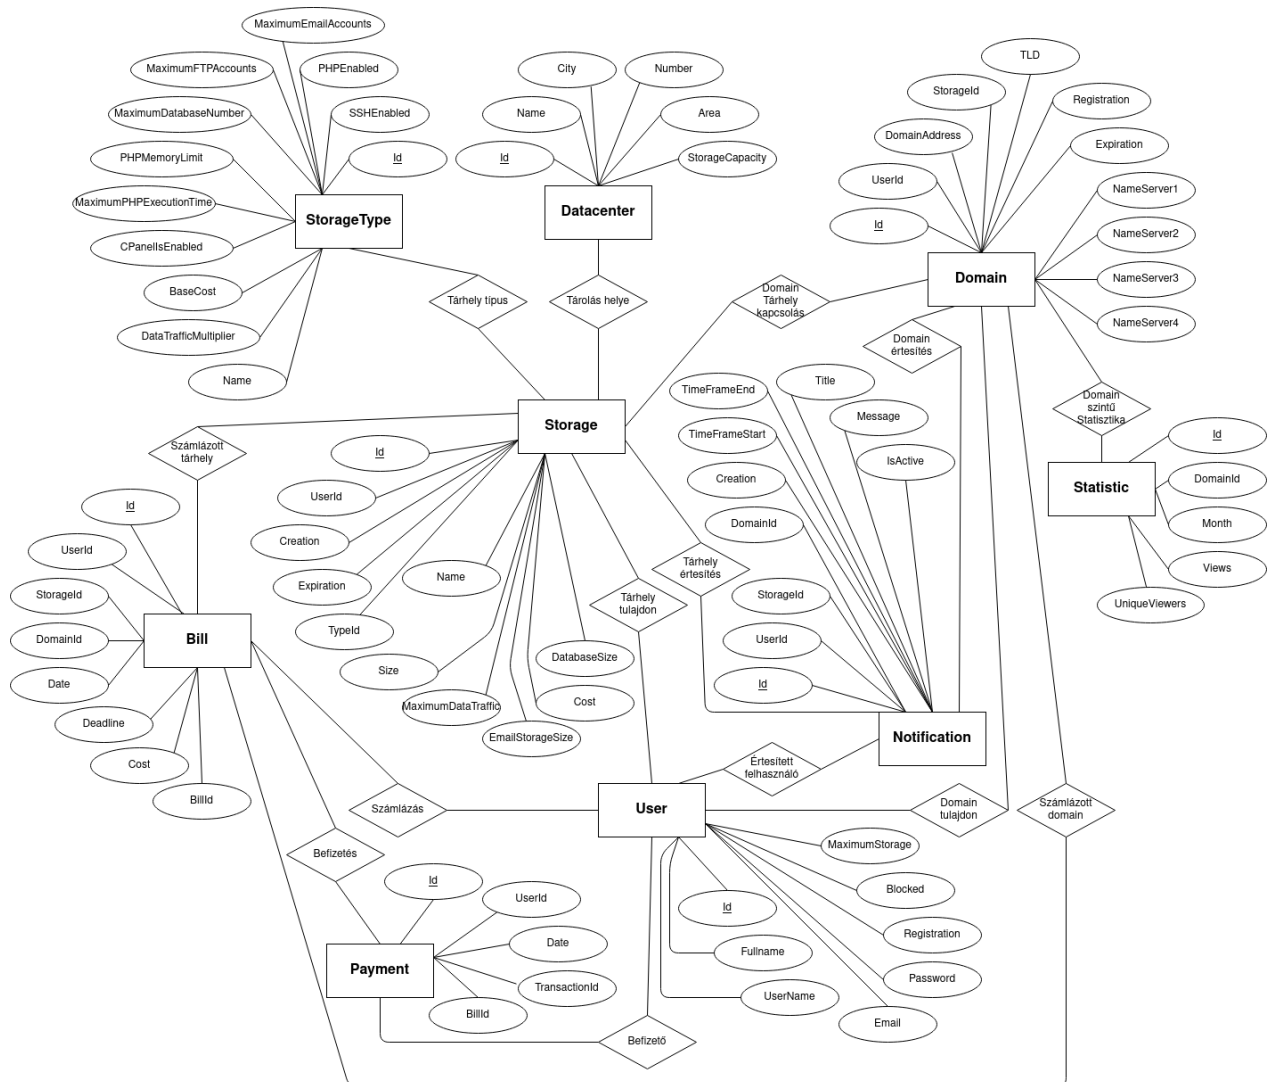 MaximumEmailAccounts
MaximumFTPAccounts
PHPEnabled
MaximumDatabaseNumber
SSHEnabled
PHPMemoryLimit
Id
MaximumPHPExecutionTime
StorageType
CPanelIsEnabled
BaseCost
DataTrafficMultiplier
Name
City
Number
Name
Area
Id
StorageCapacity
Datacenter
TLD
StorageId
Registration
DomainAddress
Expiration
UserId
NameServer1
Id
NameServer2
Domain
NameServer3
NameServer4
Tárhely típus
Tárolás helye
Domain
Tárhely
kapcsolás
Domain
értesítés
Domain
szintű
Statisztika
Storage
Számlázott
tárhely
Id
UserId
Creation
Expiration
TypeId
Name
Size
MaximumDataTraffic
EmailStorageSize
Cost
DatabaseSize
TimeFrameEnd
Title
Message
TimeFrameStart
IsActive
Creation
DomainId
StorageId
UserId
Id
Notification
Tárhely
értesítés
Tárhely
tulajdon
Id
Statistic
DomainId
Month
Views
UniqueViewers
Id
UserId
StorageId
Bill
DomainId
Date
Deadline
Cost
BillId
Értesített
felhasználó
Számlázás
User
Domain
tulajdon
Számlázott
domain
Befizetés
MaximumStorage
Blocked
Id
Registration
Fullname
Password
UserName
Email
Id
UserId
Date
Payment
TransactionId
BillId
Befizető